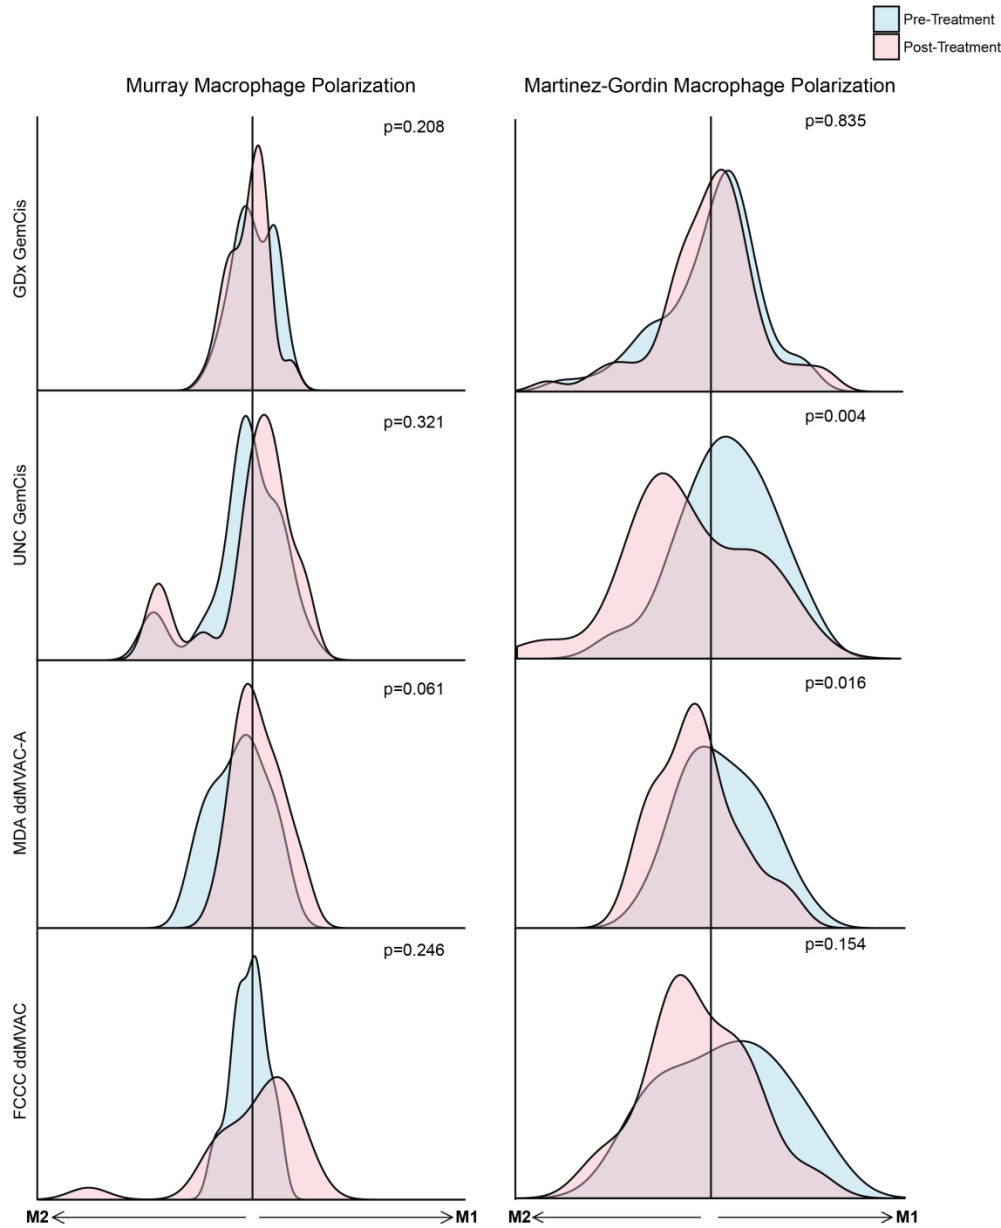 Pre-Treatment
Post-Treatment
Murray Macrophage Polarization
Martinez-Gordin Macrophage Polarization
GDx GemCis
p=0.208
p=0.835
UNC GemCis
p=0.321
p=0.004
MDA ddMVAC-A
p=0.061
p=0.016
FCCC ddMVAC
p=0.246
p=0.154
M2 M1
M2 M1